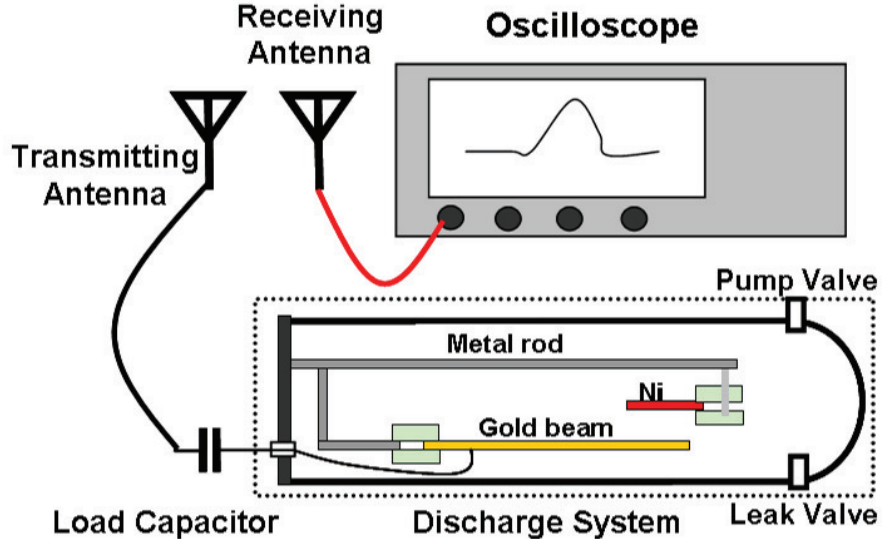 Receiving
Antenna
Oscilloscope
Transmitting
Antenna
Pump Valve
Metal rod
Ni
Gold beam
Load Capacitor
Discharge System
Leak Valve